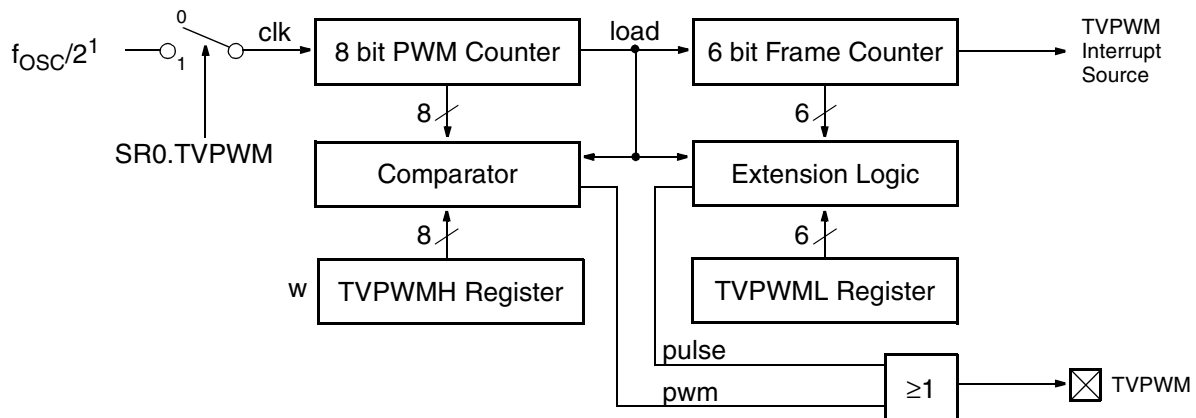 f_OSC/2^1
0
1
clk
8 bit PWM Counter
load
6 bit Frame Counter
TVPWM
Interrupt
Source
SR0.TVPWM
8
6
Comparator
Extension Logic
8
6
w
TVPWMH Register
TVPWML Register
pulse
pwm
≥1
TVPWM